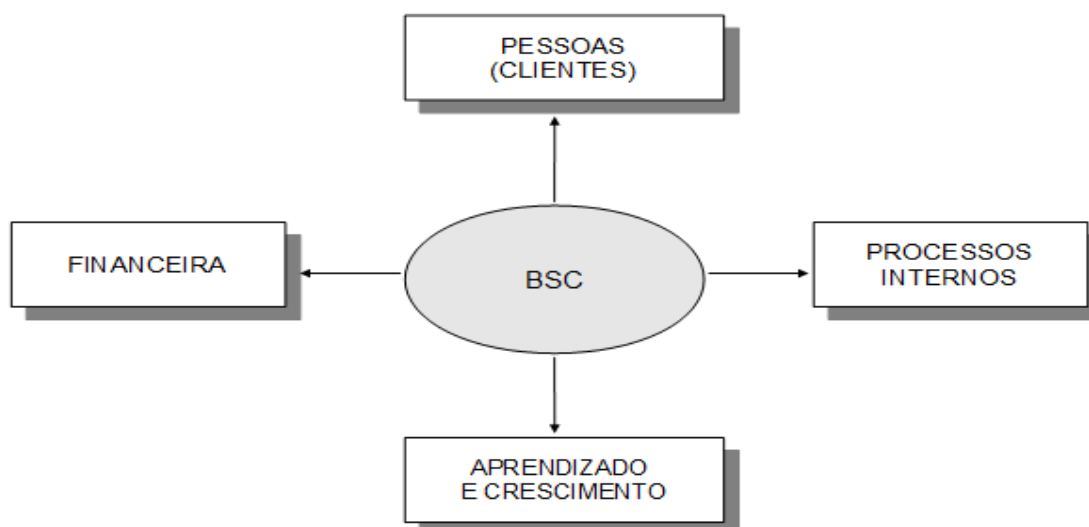 PESSOAS
(CLIENTES)
FINANCEIRA
BSC
PROCESSOS
INTERNOS
APRENDIZADO
E CRESCIMENTO